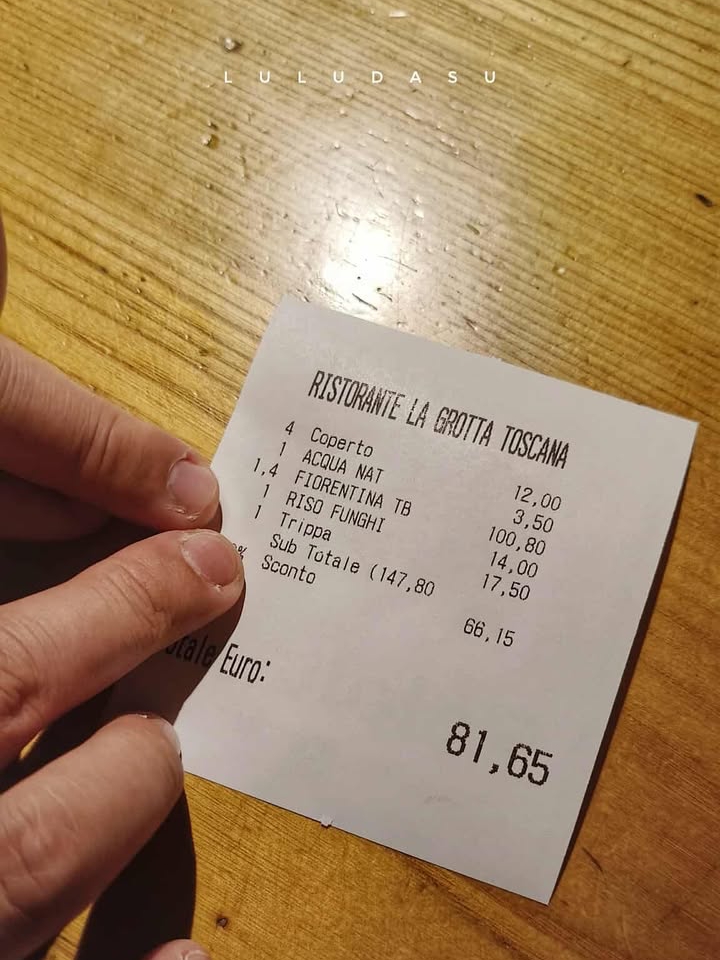 LULUDASU
RISTORANTE LA GROTTA TOSCANA
4 Coperto 12,00
1 ACQUA NAT 3,50
1,4 FIORENTINA TB 100,80
1 RISO FUNGHI 14,00
1 Trippa 17,50
Sub Totale (147,80
% Sconto 66,15
Euro:
81,65